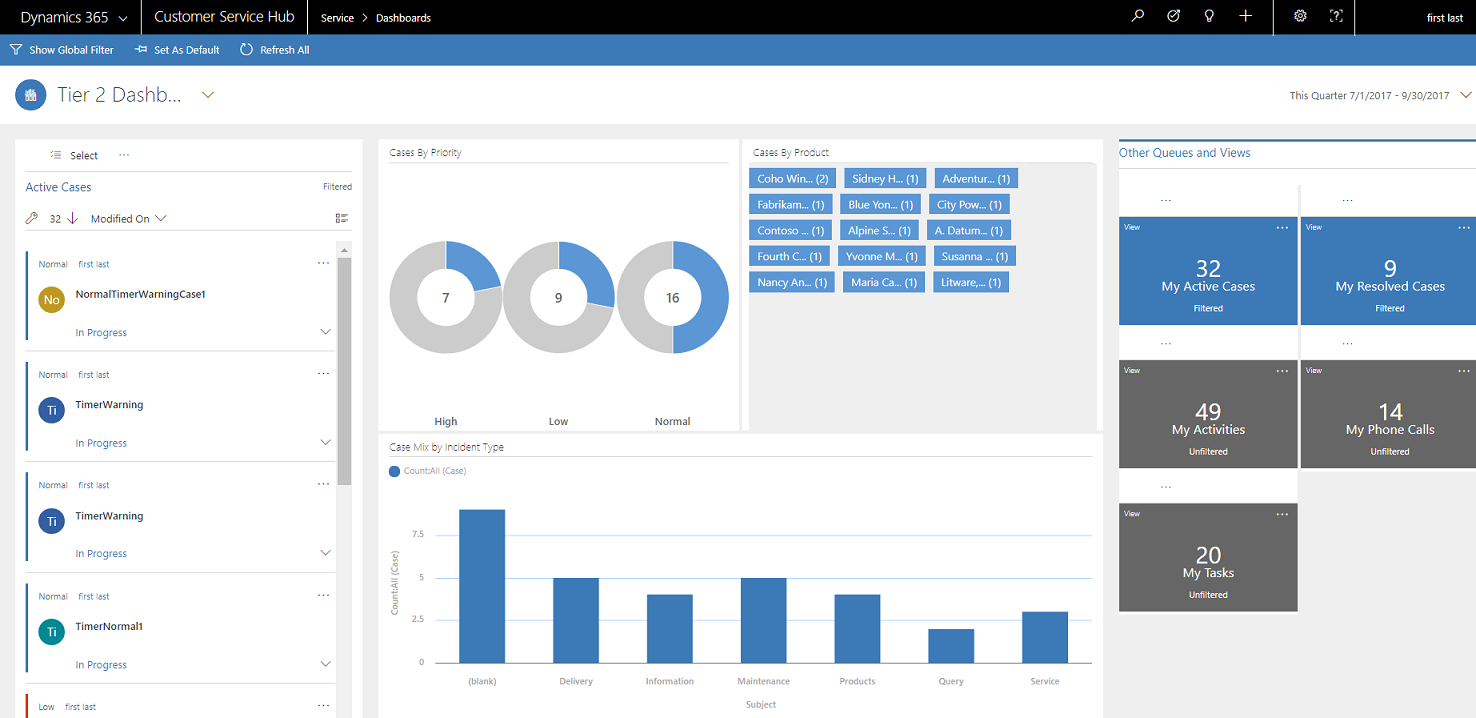 Dynamics 365 Customer Service Hub Service > Dashboards first last
Show Global Filter Set As Default Refresh All
Tier 2 Dashb...
This Quarter 7/1/2017 - 9/30/2017
Select ...
Active Cases Filtered
32 Modified On
Normal first last ...
No NormalTimerWarningCase1
In Progress
Normal first last ...
Ti TimerWarning
In Progress
Normal first last ...
Ti TimerWarning
In Progress
Normal first last ...
Ti TimerNormal1
In Progress
Low first last ...
Cases By Priority
7 9 16
High Low Normal
Cases By Product
Coho Win... (2) Sidney H... (1) Adventur... (1)
Fabrikam... (1) Blue Yon... (1) City Pow... (1)
Contoso ... (1) Alpine S... (1) A. Datum... (1)
Fourth C... (1) Yvonne M... (1) Susanna ... (1)
Nancy An... (1) Maria Ca... (1) Litware,... (1)
Case Mix by Incident Type
Count:All (Case)
Count:All (Case)
7.5
5
2.5
0
(blank) Delivery Information Maintenance Products Query Service
Subject
Other Queues and Views
... ...
View ... View ...
32 9
My Active Cases My Resolved Cases
Filtered Filtered
... ...
View ... View ...
49 14
My Activities My Phone Calls
Unfiltered Unfiltered
...
View ...
20
My Tasks
Unfiltered